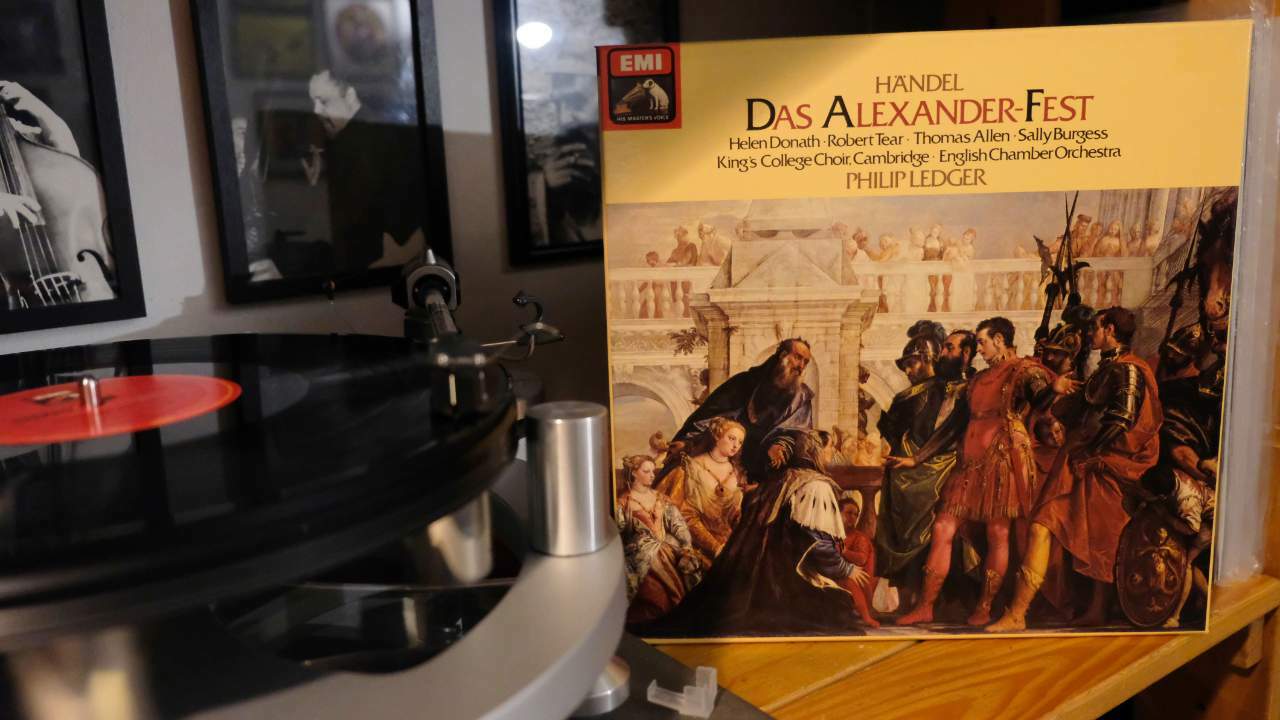 EMI
HIS MASTER'S VOICE
HÄNDEL
DAS ALEXANDER-FEST
Helen Donath · Robert Tear · Thomas Allen · Sally Burgess
King's College Choir, Cambridge · English Chamber Orchestra
PHILIP LEDGER